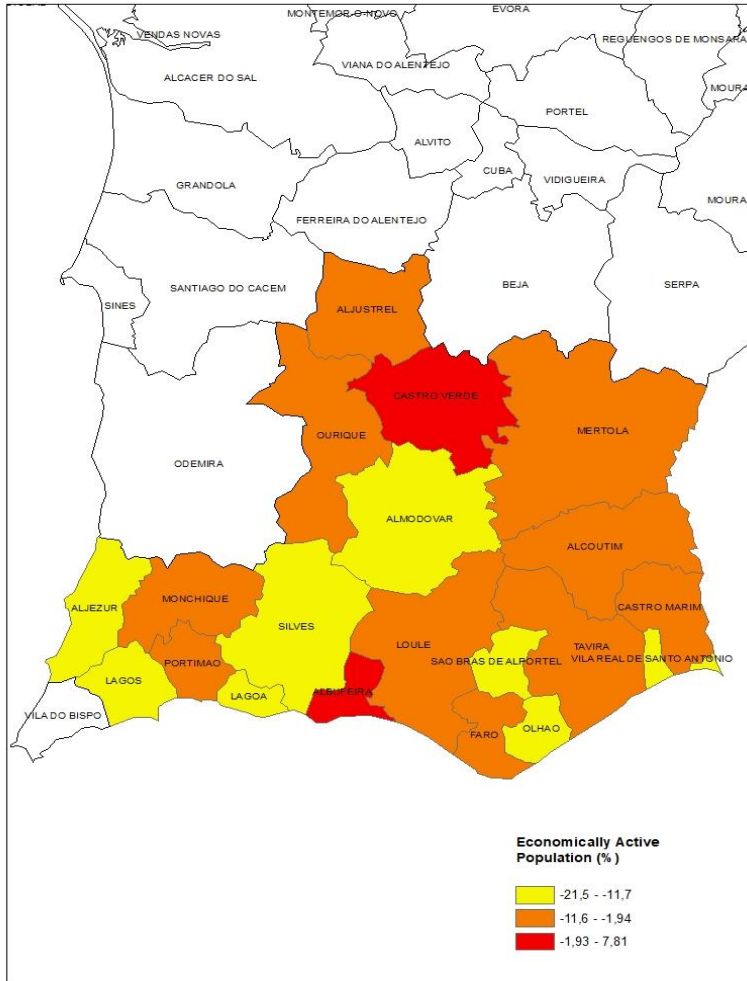 MONTEMOR-O-NOVO
EVORA
VENDAS NOVAS
REGUENGOS DE MONSARA
VIANA DO ALENTEJO
ALCACER DO SAL
MOURA
PORTEL
ALVITO
CUBA
VIDIGUEIRA
GRANDOLA
MOURA
FERREIRA DO ALENTEJO
SANTIAGO DO CACEM
BEJA
SERPA
SINES
ALJUSTREL
CASTRO VERDE
MERTOLA
OURIQUE
ODEMIRA
ALMODOVAR
ALCOUTIM
MONCHIQUE
ALJEZUR
CASTRO MARIM
SILVES
LOULE
TAVIRA
SAO BRAS DE ALPORTEL
VILA REAL DE SANTO ANTONIO
PORTIMAO
LAGOS
LAGOA
ALBUFEIRA
VILA DO BISPO
OLHAO
FARO
Economically Active
Population (%)
-21,5 - -11,7
-11,6 - -1,94
-1,93 - 7,81